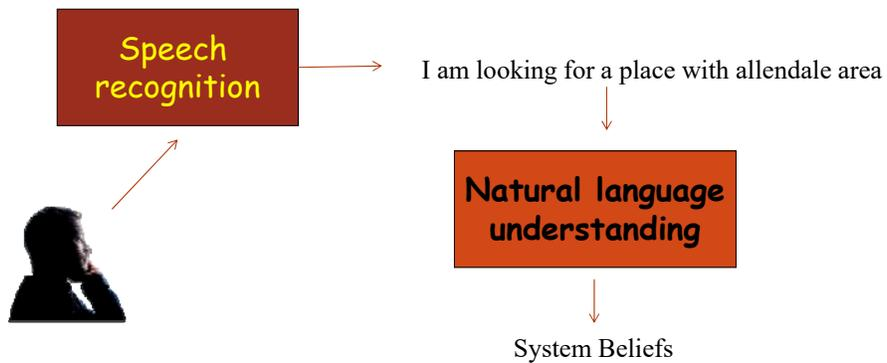 Speech
recognition
I am looking for a place with allendale area
Natural language
understanding
System Beliefs